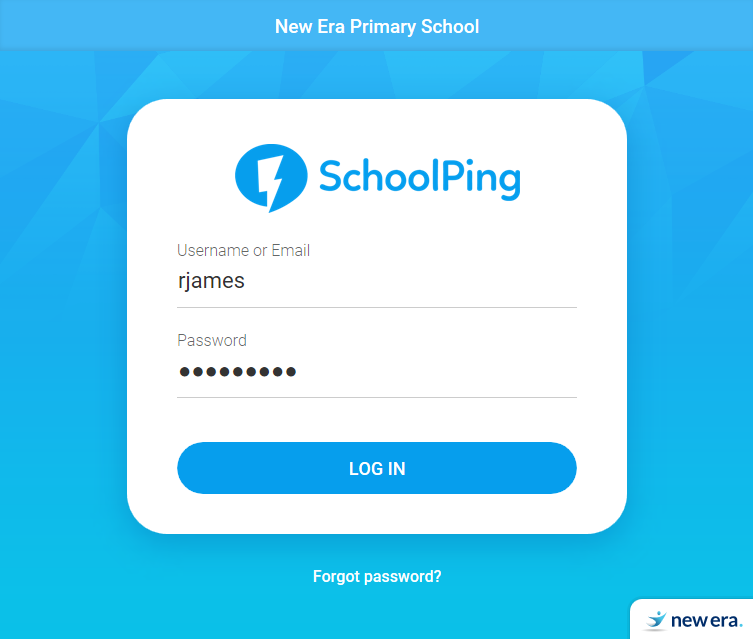 New Era Primary School
SchoolPing
Username or Email
rjames
Password
●●●●●●●●●
LOG IN
Forgot password?
new era.